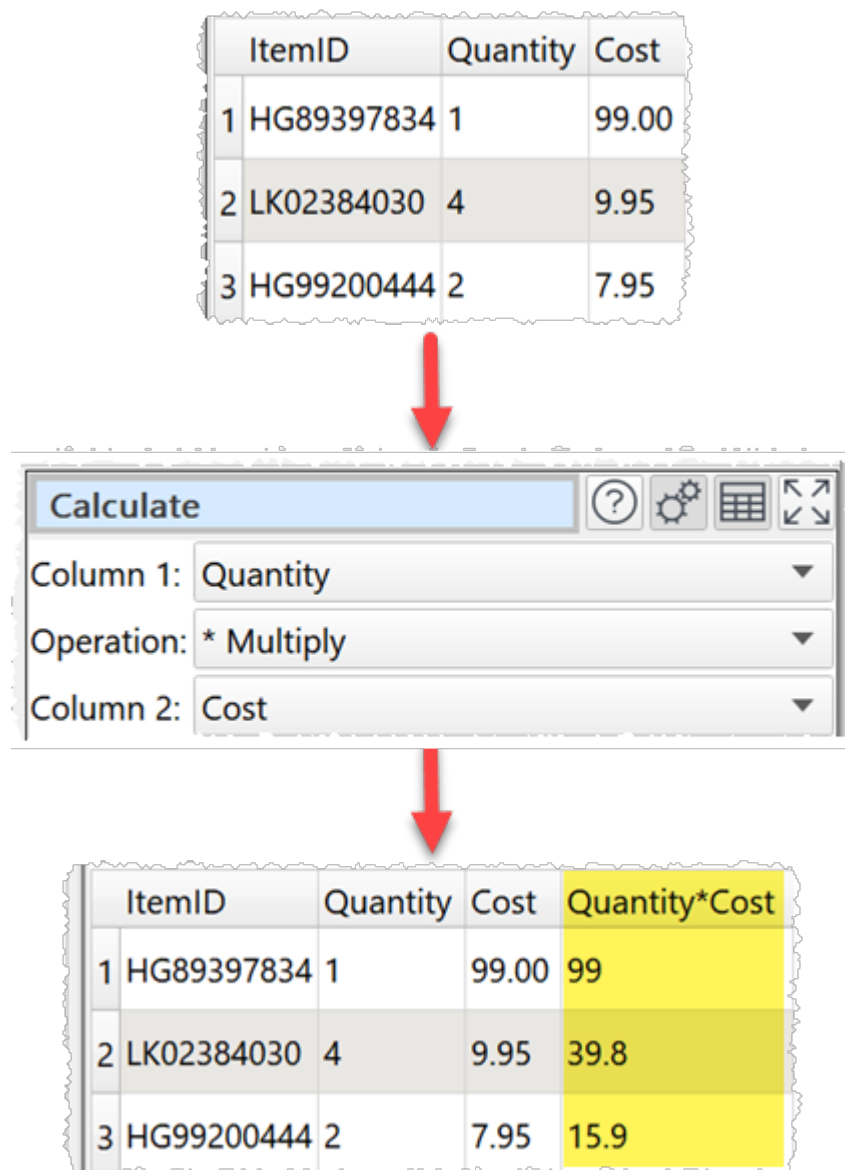 ItemID Quantity Cost
1 HG89397834 1 99.00
2 LK02384030 4 9.95
3 HG99200444 2 7.95
Calculate ?
Column 1: Quantity
Operation: * Multiply
Column 2: Cost
ItemID Quantity Cost Quantity*Cost
1 HG89397834 1 99.00 99
2 LK02384030 4 9.95 39.8
3 HG99200444 2 7.95 15.9